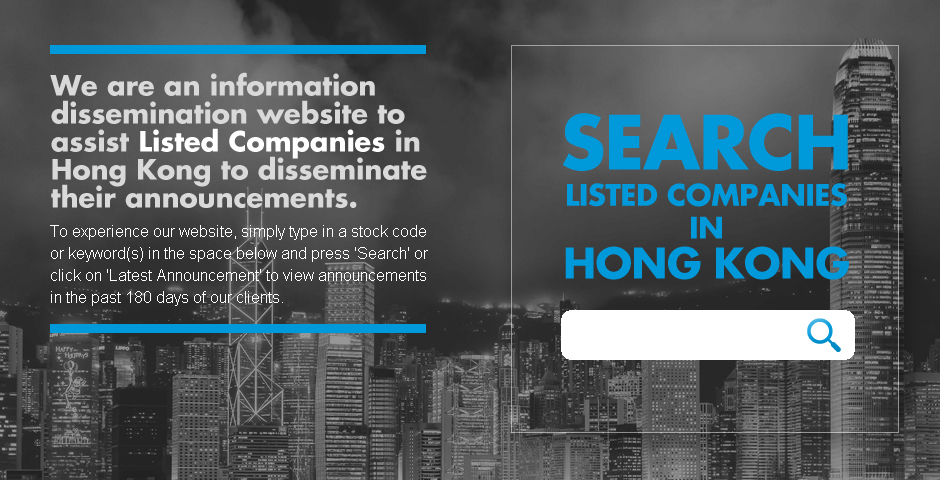 We are an information
dissemination website to
assist Listed Companies in
Hong Kong to disseminate
their announcements.
To experience our website, simply type in a stock code
or keyword(s) in the space below and press 'Search' or
click on 'Latest Announcement' to view announcements
in the past 180 days of our clients.
SEARCH
LISTED COMPANIES
IN
HONG KONG